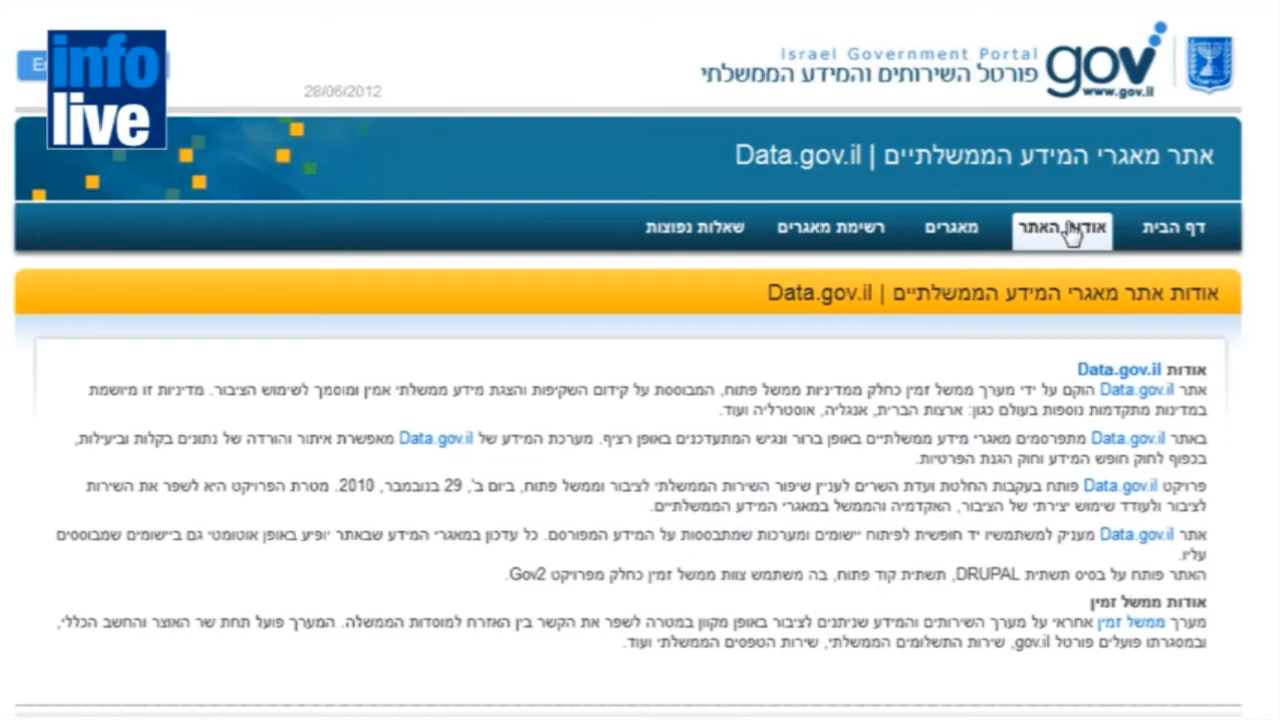 info
live
28/06/2012
Israel Government Portal
פורטל השירותים והמידע הממשלתי
gov
www.gov.il
אתר מאגרי המידע הממשלתיים | Data.gov.il
דף הבית אודות האתר מאגרים רשימת מאגרים שאלות נפוצות
אודות אתר מאגרי המידע הממשלתיים | Data.gov.il
אודות Data.gov.il
אתר Data.gov.il הוקם על ידי מערך ממשל זמין כחלק ממדיניות ממשל פתוח, המבוססת על קידום השקיפות והצגת מידע ממשלתי אמין ומוסמך לשימוש הציבור. מדיניות זו מיושמת
במדינות מתקדמות נוספות בעולם כגון: ארצות הברית, אנגליה, אוסטרליה ועוד.
באתר Data.gov.il מתפרסמים מאגרי מידע ממשלתיים באופן ברור ונגיש המתעדכנים באופן רציף. מערכת המידע של Data.gov.il מאפשרת איתור והורדה של נתונים בקלות וביעילות,
בכפוף לחוק חופש המידע וחוק הגנת הפרטיות.
פרויקט Data.gov.il פותח בעקבות החלטת ועדת השרים לעניין שיפור השירות הממשלתי לציבור וממשל פתוח, ביום ב', 29 בנובמבר, 2010. מטרת הפרויקט היא לשפר את השירות
לציבור ולעודד שימוש יצירתי של הציבור, האקדמיה והממשל במאגרי המידע הממשלתיים.
אתר Data.gov.il מעניק למשתמשיו יד חופשית לפיתוח יישומים ומערכות שמתבססות על המידע המפורסם. כל עדכון במאגרי המידע שבאתר יופיע באופן אוטומטי גם ביישומים שמבוססים
עליו.
האתר פותח על בסיס תשתית DRUPAL, תשתית קוד פתוח, בה משתמש צוות ממשל זמין כחלק מפרויקט Gov2.
אודות ממשל זמין
מערך ממשל זמין אחראי על מערך השירותים והמידע שניתנים לציבור באופן מקוון במטרה לשפר את הקשר בין האזרח למוסדות הממשלה. המערך פועל תחת שר האוצר והחשב הכללי,
ובמסגרתו פועלים פורטל gov.il, שירות התשלומים הממשלתי, שירות הטפסים הממשלתי ועוד.